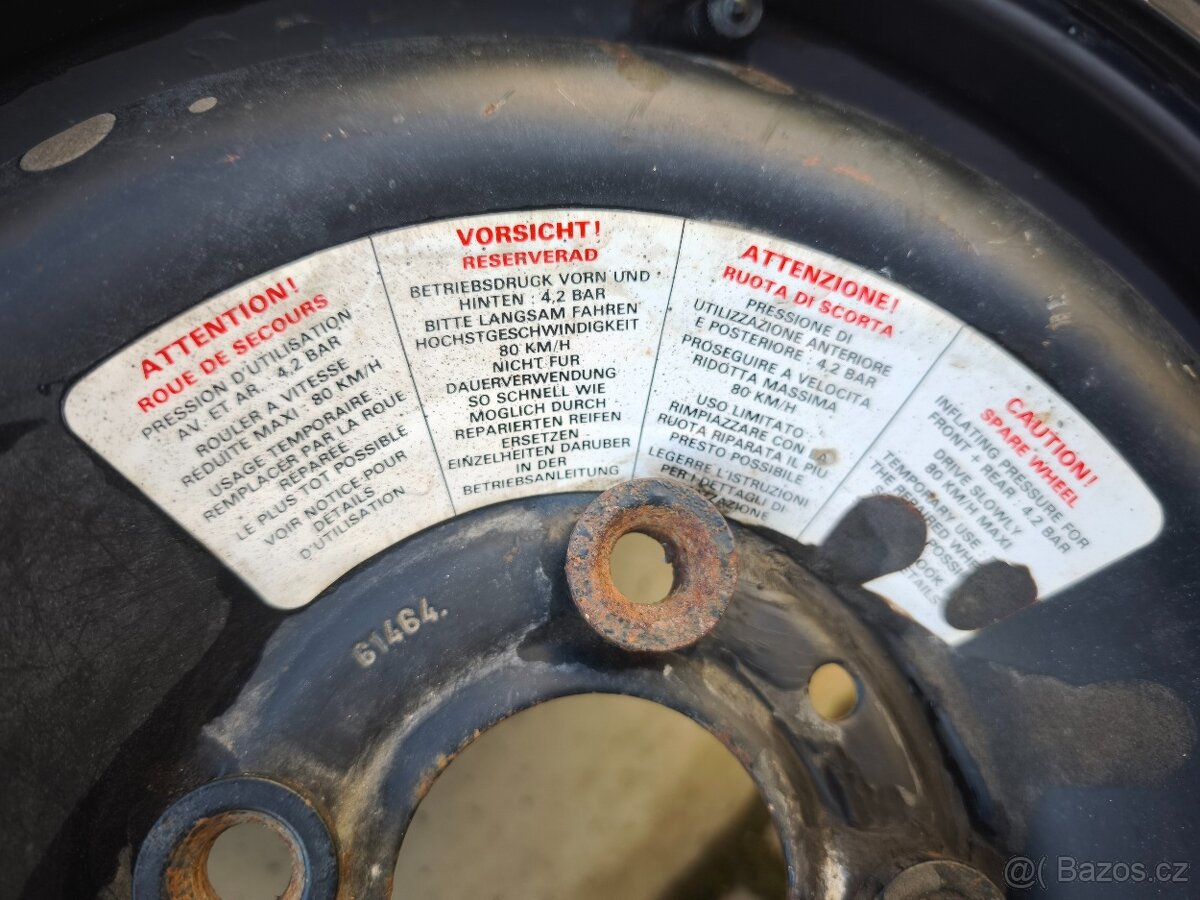 ATTENTION!
ROUE DE SECOURS
PRESSION D'UTILISATION
AV. ET AR. : 4,2 BAR
ROULER A VITESSE
REDUITE MAXI : 80 KM/H
USAGE TEMPORAIRE
REMPLACER PAR LA ROUE
REPAREE
LE PLUS TOT POSSIBLE
VOIR NOTICE POUR
DETAILS
D'UTILISATION
VORSICHT!
RESERVERAD
BETRIEBSDRUCK VORN UND
HINTEN : 4,2 BAR
BITTE LANGSAM FAHREN
HOCHSTGESCHWINDIGKEIT
80 KM/H
NICHT FUR
DAUERVERWENDUNG
SO SCHNELL WIE
MOGLICH DURCH
REPARIERTEN REIFEN
ERSETZEN
EINZELHEITEN DARUBER
IN DER
BETRIEBSANLEITUNG
ATTENZIONE!
RUOTA DI SCORTA
PRESSIONE DI
UTILIZZAZIONE ANTERIORE
E POSTERIORE : 4,2 BAR
PROSEGUIRE A VELOCITA
RIDOTTA MASSIMA
80 KM/H
USO LIMITATO
RIMPIAZZARE CON
RUOTA RIPARATA IL PIU
PRESTO POSSIBILE
LEGERRE L'ISTRUZIONI
PER I DETTAGLI DI
CAUTION!
SPARE WHEEL
INFLATING PRESSURE FOR
FRONT + REAR : 4,2 BAR
DRIVE SLOWLY
80 KM/H MAXI
TEMPORARY USE
THE REPAIRED
DETAILS
61464.
@( Bazos.cz